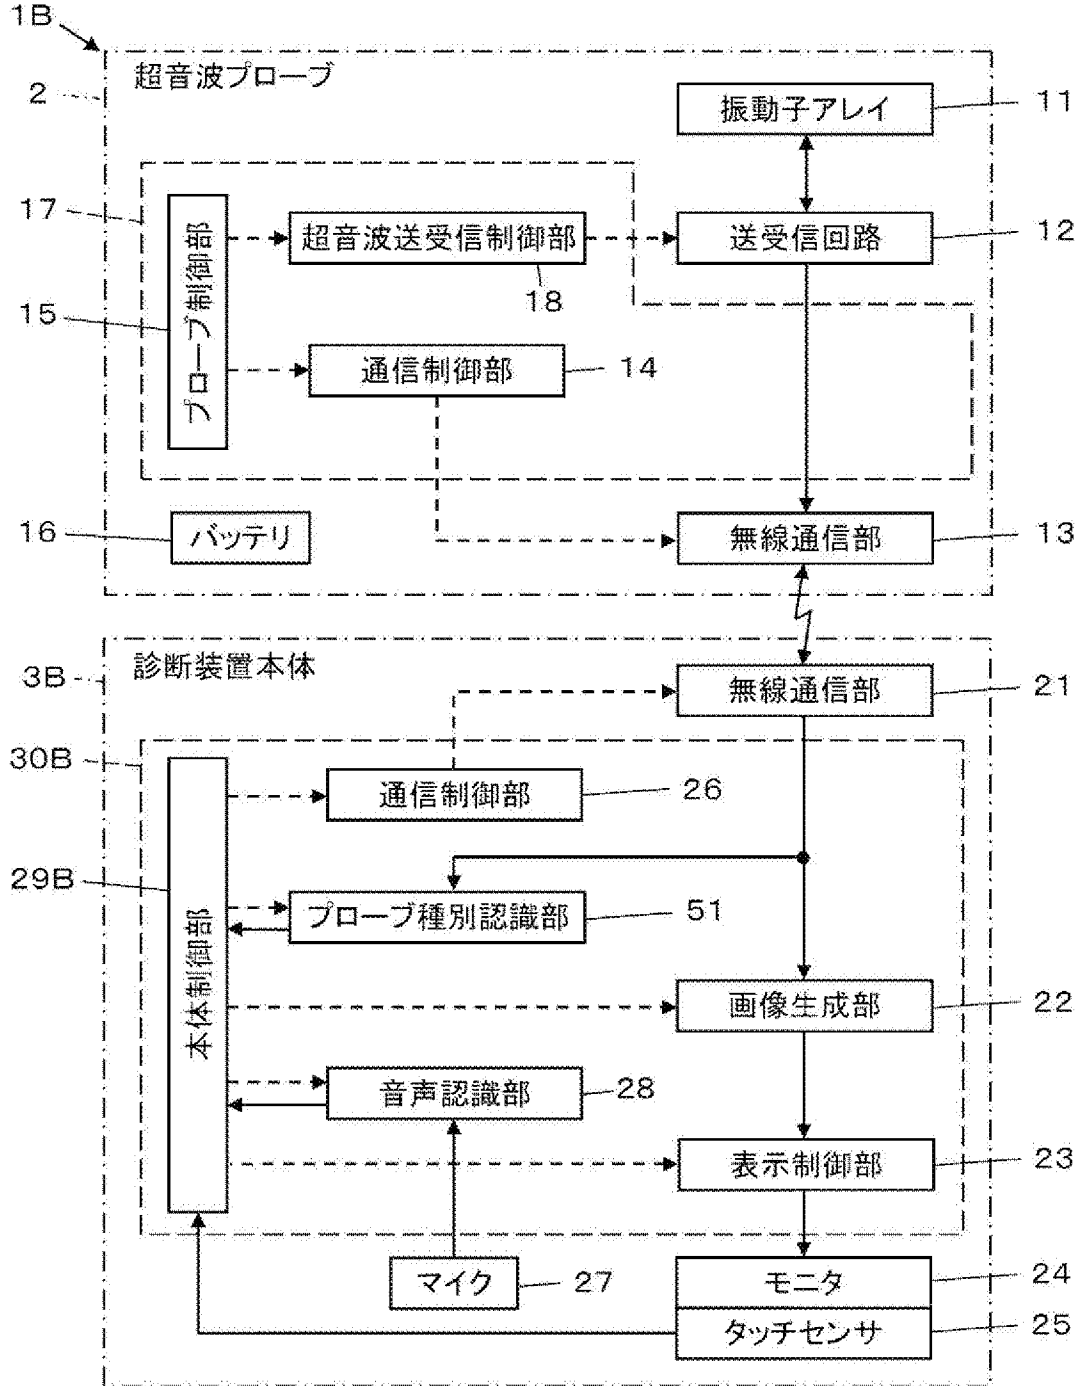 1B
2
超音波プローブ
振動子アレイ
11
17
プローブ制御部
超音波送受信制御部
送受信回路
12
18
15
通信制御部
14
16
バッテリ
無線通信部
13
3B
診断装置本体
無線通信部
21
30B
通信制御部
26
29B
本体制御部
プローブ種別認識部
51
画像生成部
22
音声認識部
28
表示制御部
23
マイク
27
モニタ
24
タッチセンサ
25